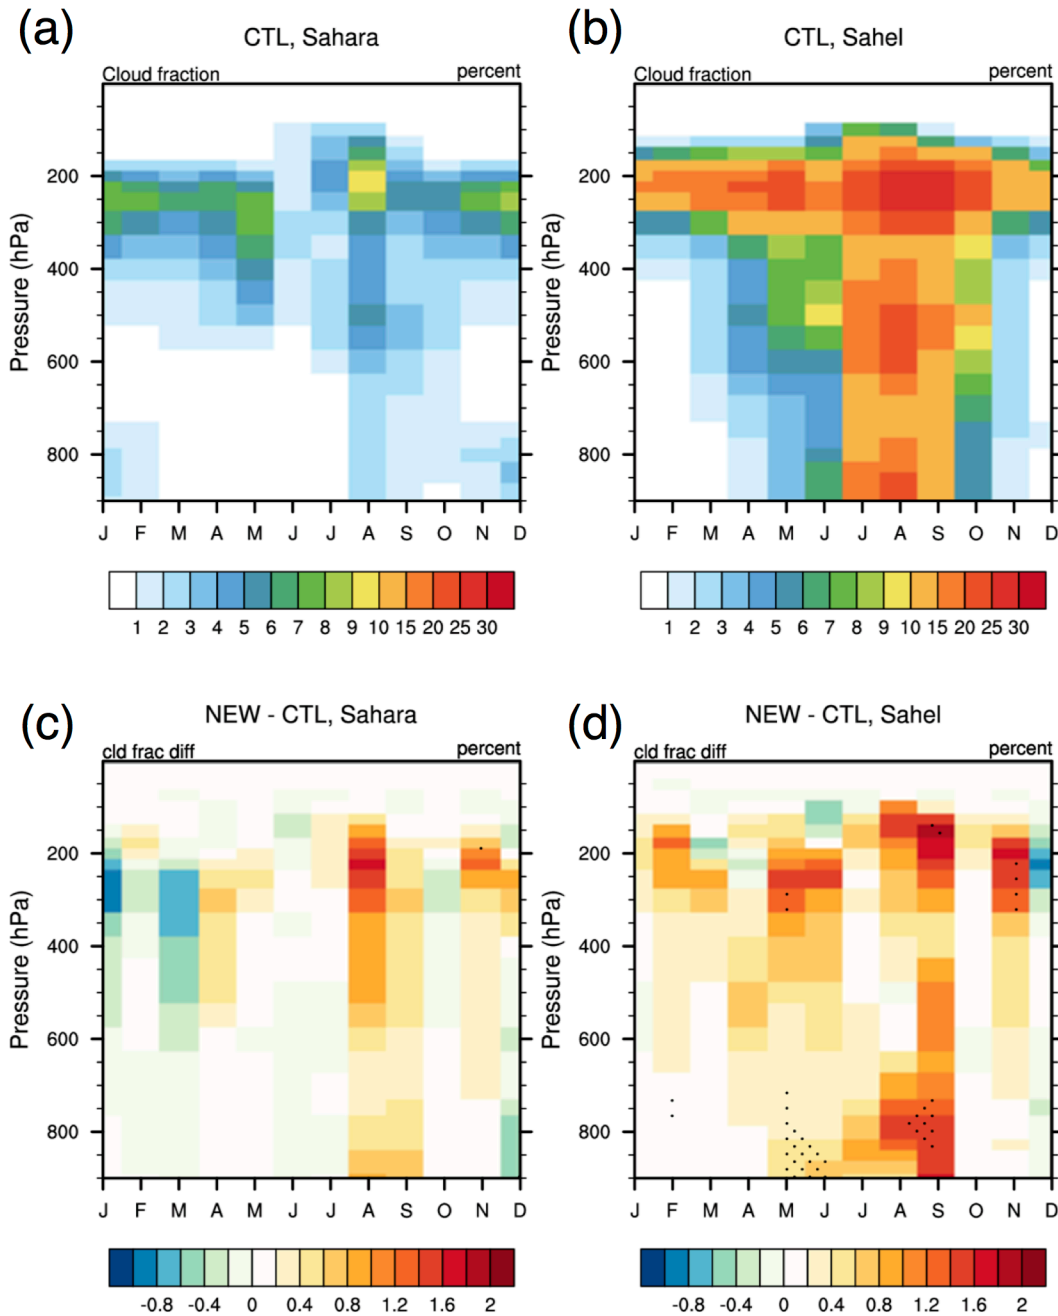 (a)
CTL, Sahara
Cloud fraction percent
200
400
600
800
Pressure (hPa)
J F M A M J J A S O N D
1 2 3 4 5 6 7 8 9 10 15 20 25 30
(b)
CTL, Sahel
Cloud fraction percent
200
400
600
800
Pressure (hPa)
J F M A M J J A S O N D
1 2 3 4 5 6 7 8 9 10 15 20 25 30
(c)
NEW - CTL, Sahara
cld frac diff percent
200
400
600
800
Pressure (hPa)
J F M A M J J A S O N D
-0.8 -0.4 0 0.4 0.8 1.2 1.6 2
(d)
NEW - CTL, Sahel
cld frac diff percent
200
400
600
800
Pressure (hPa)
J F M A M J J A S O N D
-0.8 -0.4 0 0.4 0.8 1.2 1.6 2